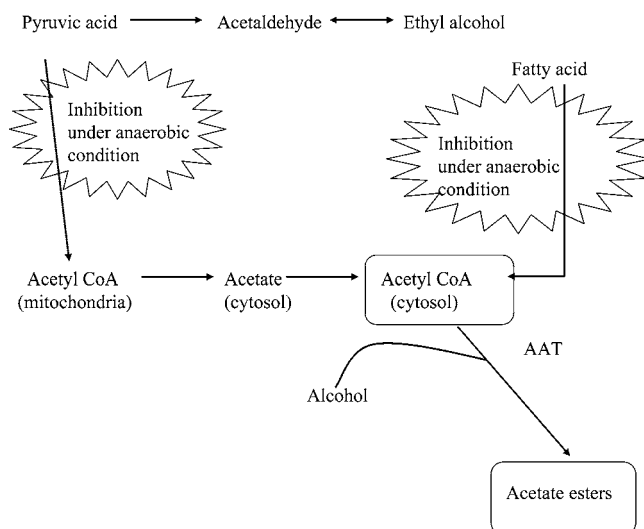 Pyruvic acid
Acetaldehyde
Ethyl alcohol
Fatty acid
Inhibition
under anaerobic
condition
Inhibition
under anaerobic
condition
Acetyl CoA
(mitochondria)
Acetate
(cytosol)
Acetyl CoA
(cytosol)
AAT
Alcohol
Acetate esters